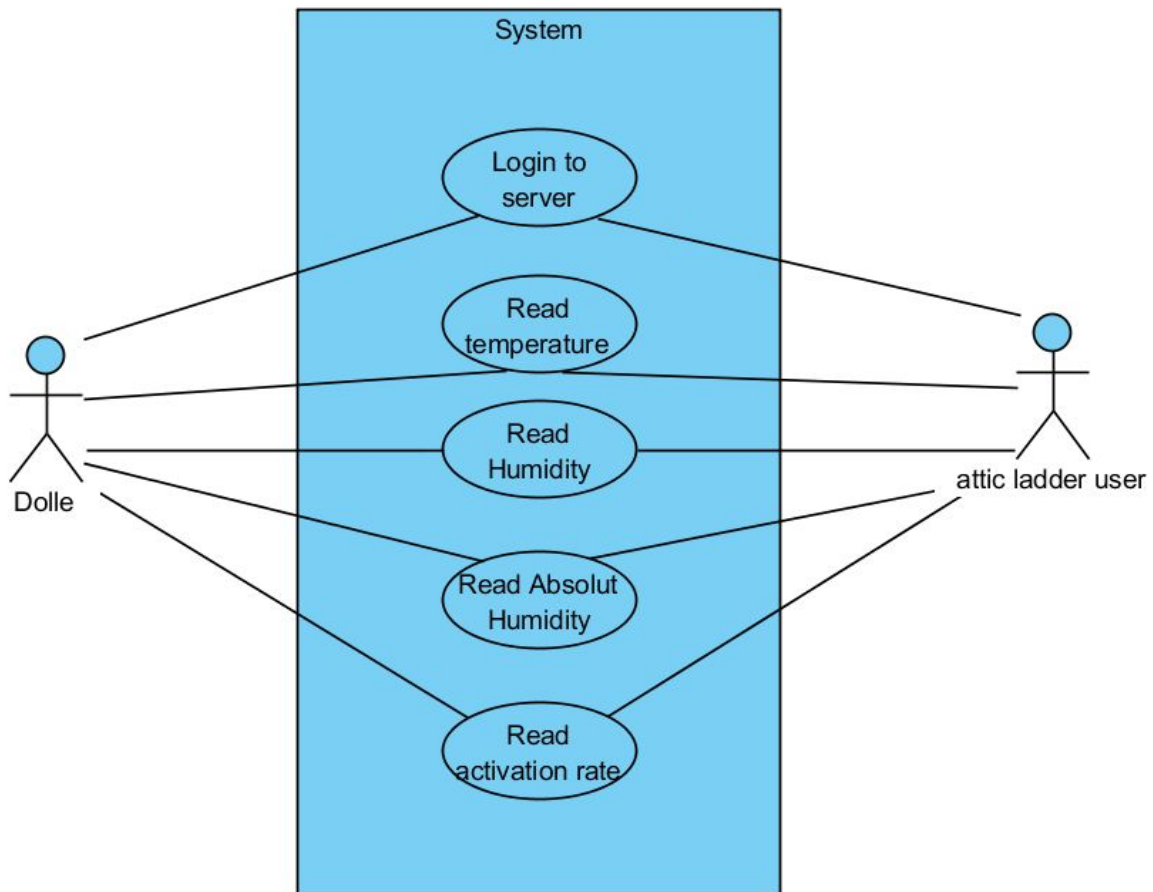 System
Login to
server
Read
temperature
Read
Humidity
Dolle
attic ladder user
Read Absolut
Humidity
Read
activation rate